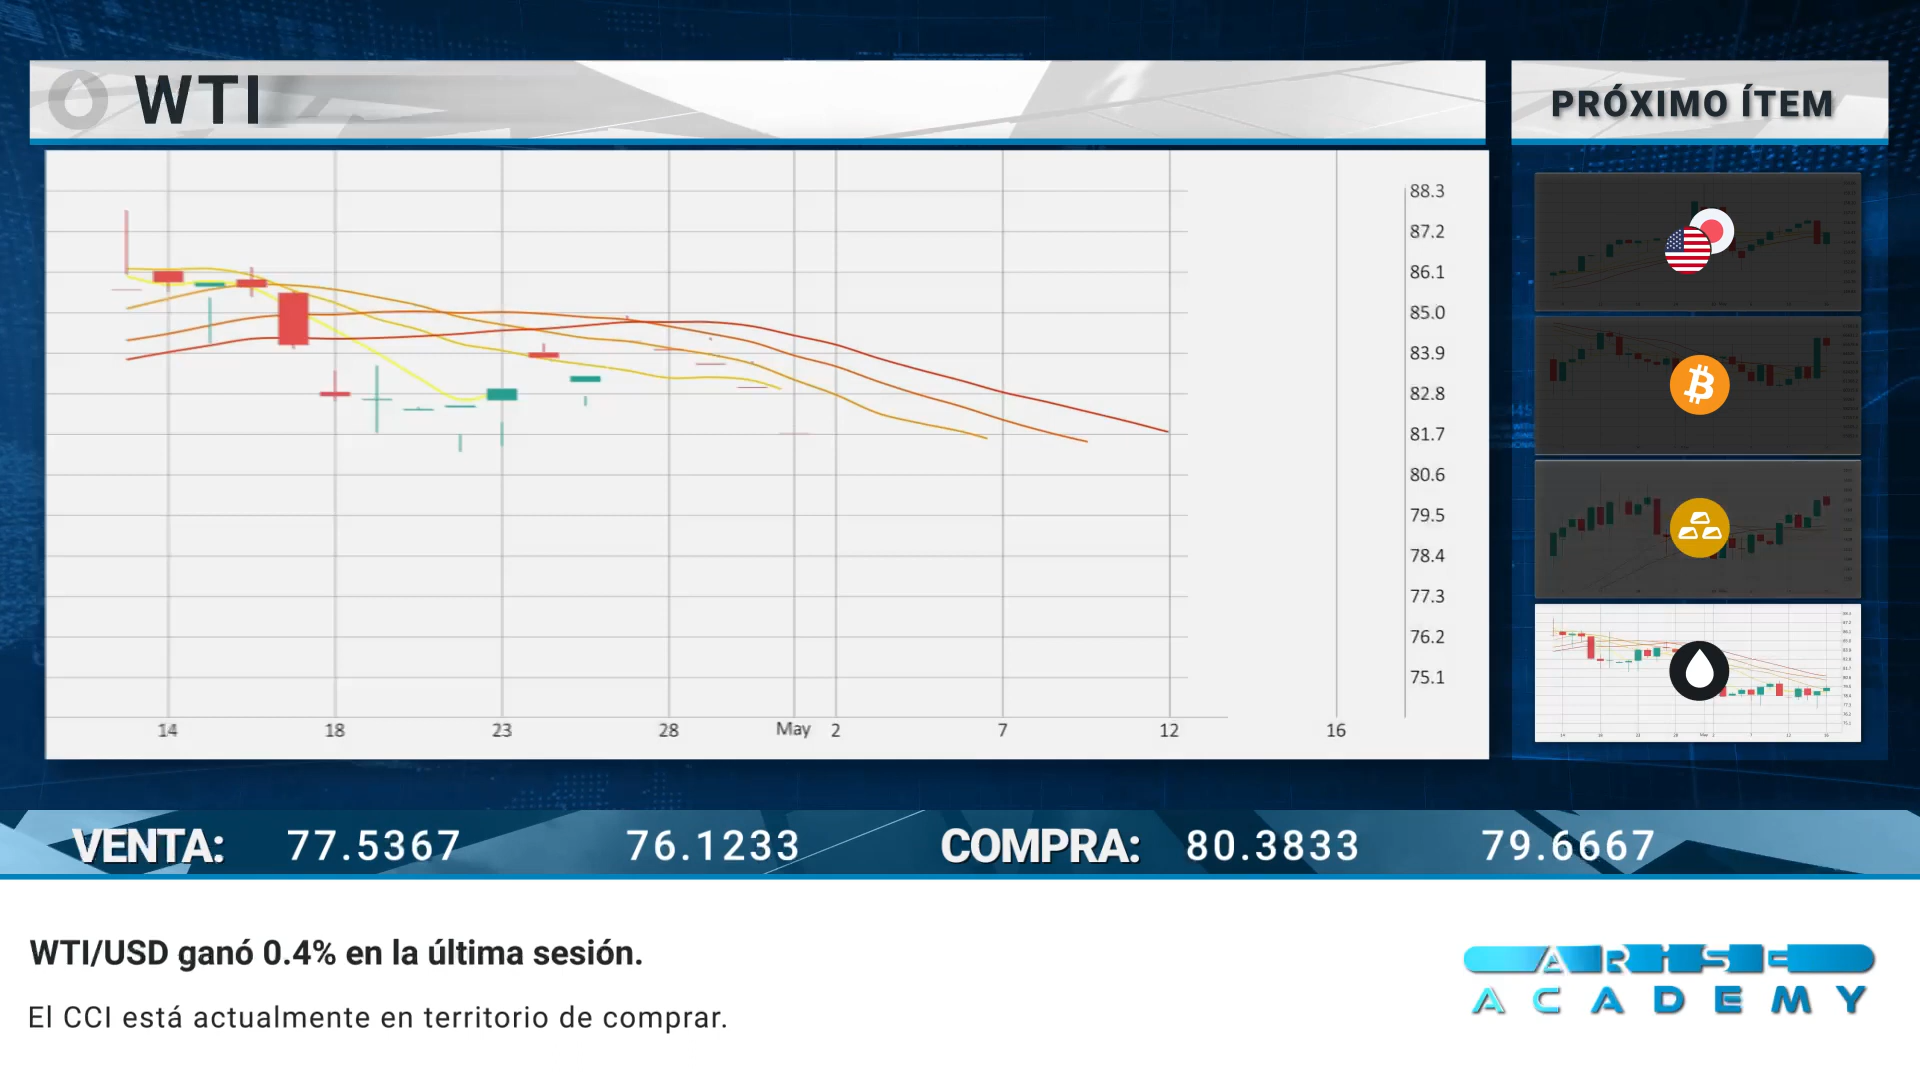 WTI
PRÓXIMO ÍTEM
88.3
87.2
86.1
85.0
83.9
82.8
81.7
80.6
79.5
78.4
77.3
76.2
75.1
14 18 23 28 May 2 7 12 16
VENTA: 77.5367 76.1233 COMPRA: 80.3833 79.6667
WTI/USD ganó 0.4% en la última sesión.
El CCI está actualmente en territorio de comprar.
ARISE
ACADEMY